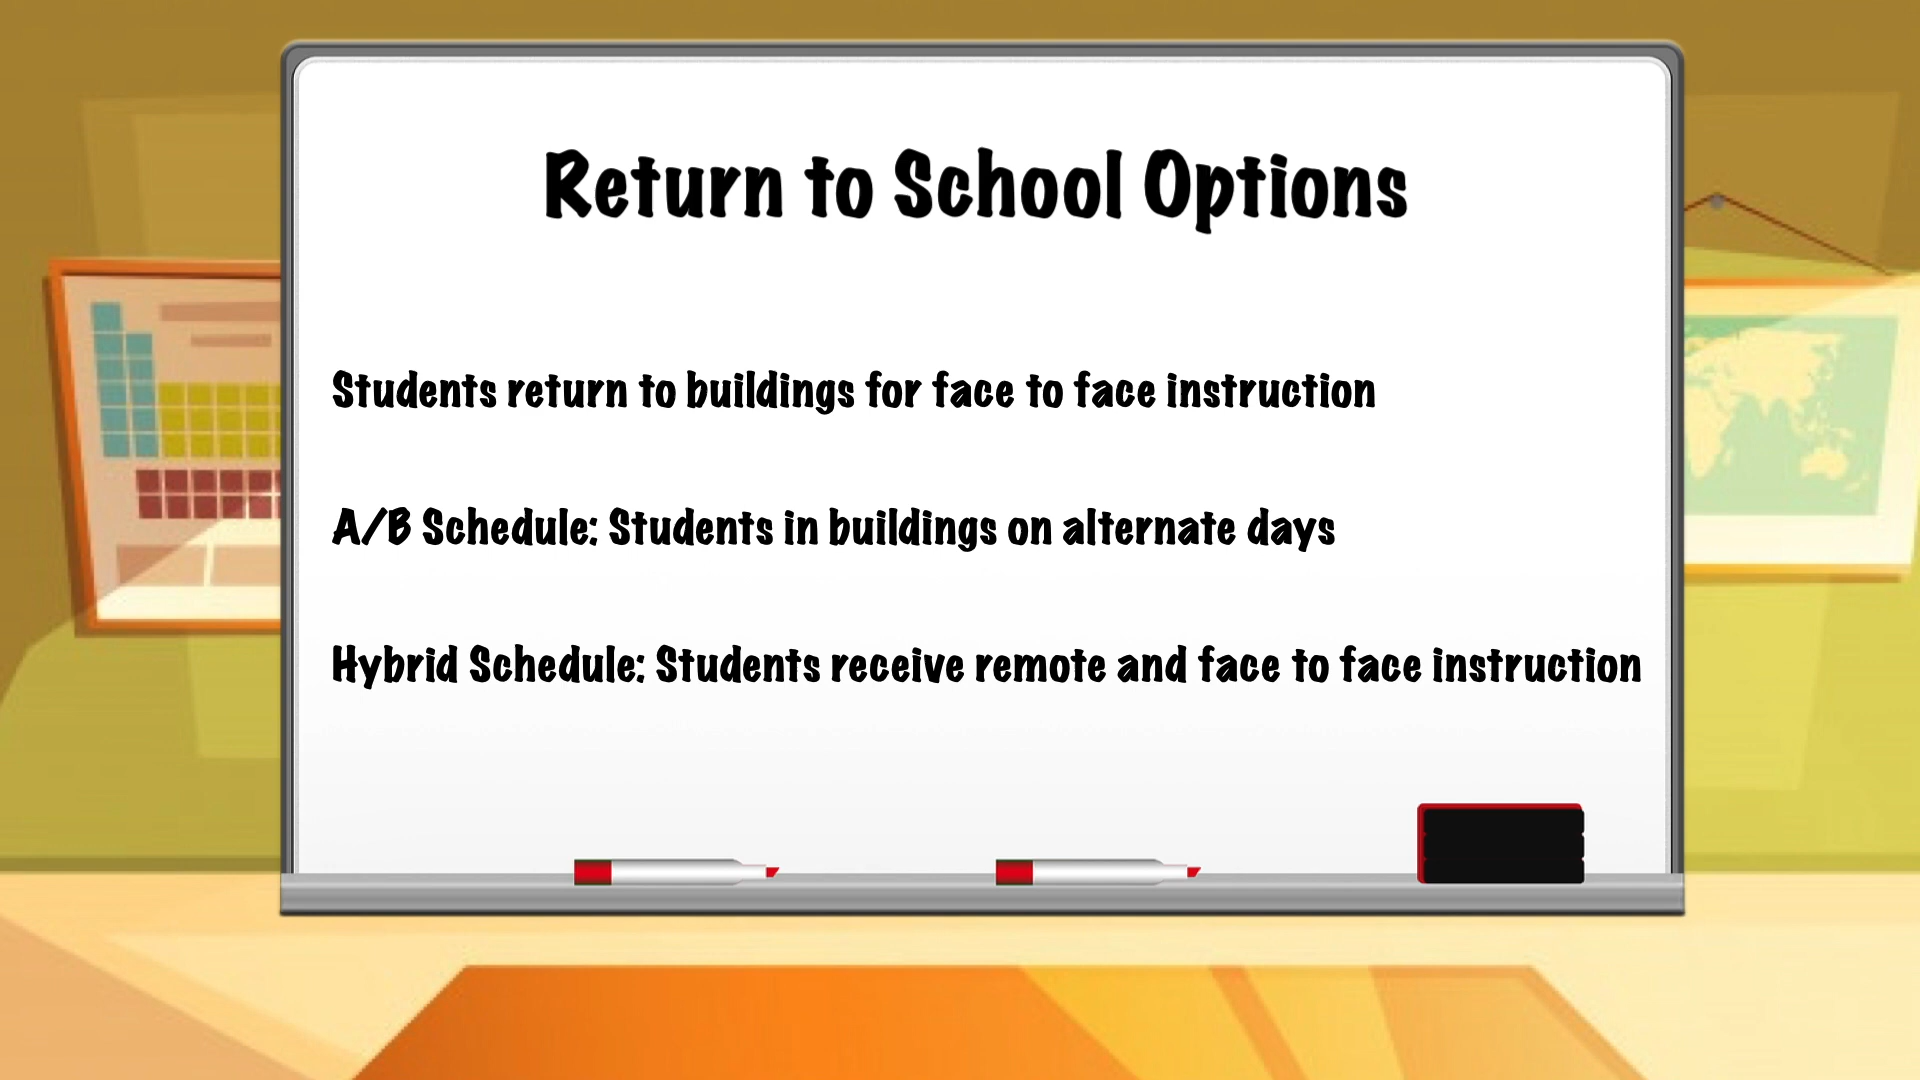 Return to School Options
Students return to buildings for face to face instruction
A/B Schedule: Students in buildings on alternate days
Hybrid Schedule: Students receive remote and face to face instruction